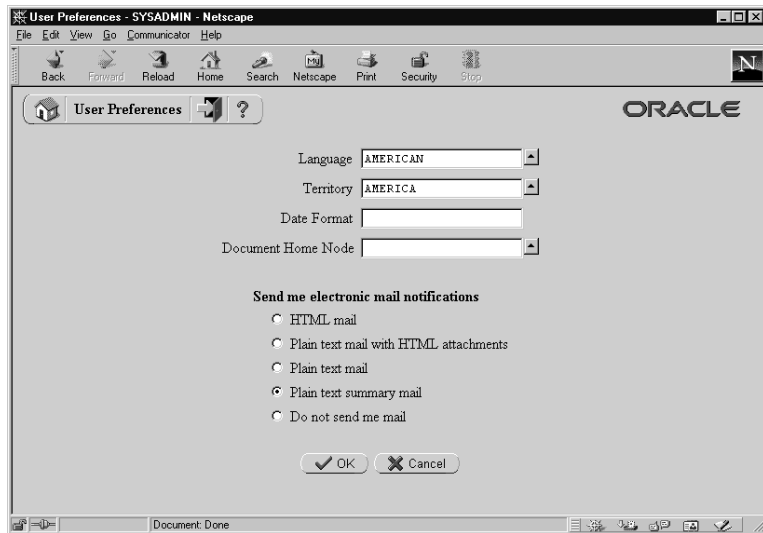 User Preferences - SYSADMIN - Netscape
File Edit View Go Communicator Help
Back Forward Reload Home Search Netscape Print Security Stop
My
N
User Preferences ?
ORACLE
Language AMERICAN
Territory AMERICA
Date Format
Document Home Node
Send me electronic mail notifications
HTML mail
Plain text mail with HTML attachments
Plain text mail
Plain text summary mail
Do not send me mail
OK Cancel
Document: Done